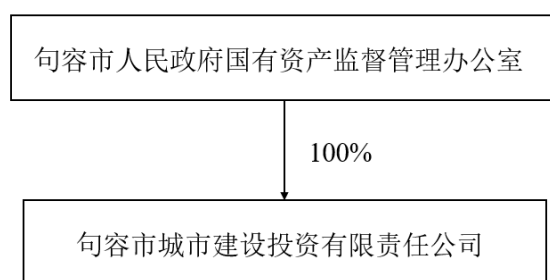 句容市人民政府国有资产监督管理办公室
100%
句容市城市建设投资有限责任公司